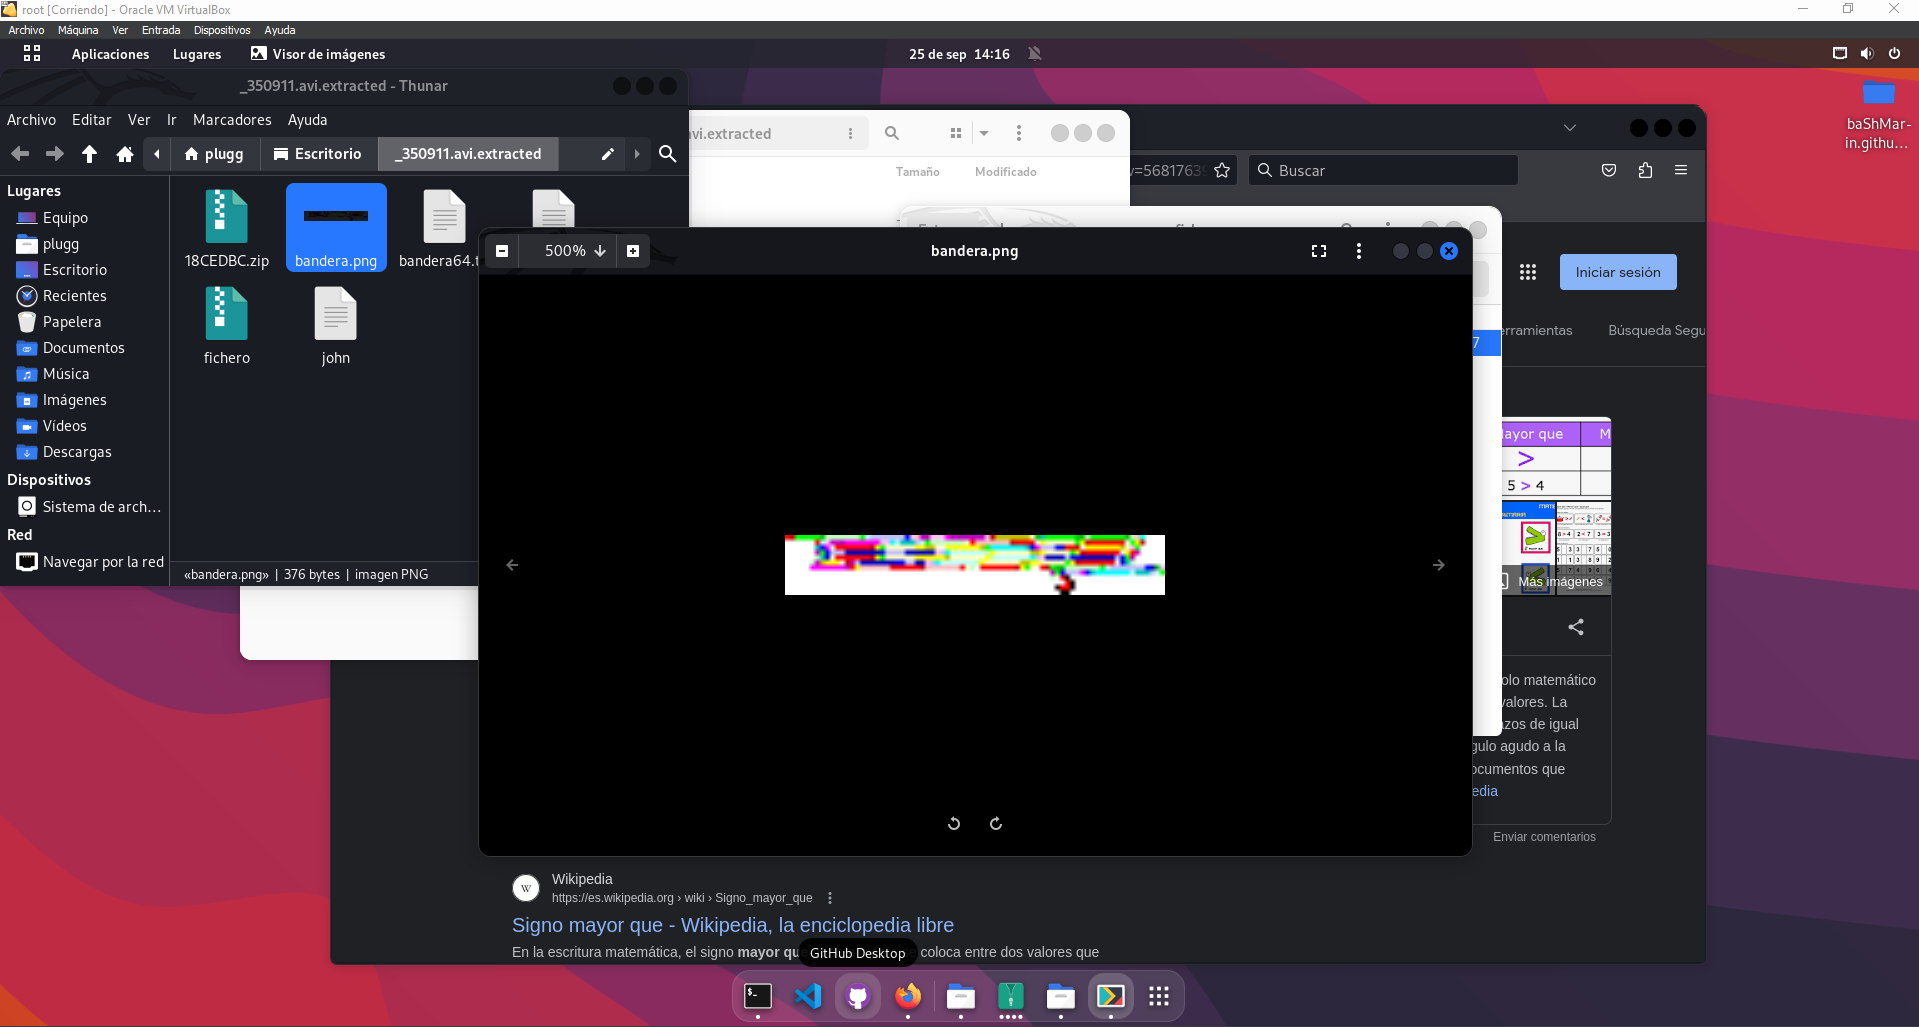 root [Corriendo] - Oracle VM VirtualBox
Archivo Máquina Ver Entrada Dispositivos Ayuda
Aplicaciones Lugares Visor de imágenes 25 de sep 14:16
_350911.avi.extracted - Thunar
Archivo Editar Ver Ir Marcadores Ayuda
plugg Escritorio _350911.avi.extracted
Lugares
Equipo
plugg
Escritorio
Recientes
Papelera
Documentos
Música
Imágenes
Vídeos
Descargas
Dispositivos
Sistema de arch...
Red
Navegar por la red
18CEDBC.zip bandera.png bandera64.t
fichero john
«bandera.png» | 376 bytes | imagen PNG
avi.extracted
Tamaño Modificado
v=5681763 Buscar
500% bandera.png
Iniciar sesión
erramientas Búsqueda Segu
7
ayor que M
>
5 > 4
Más imágenes
olo matemático
valores. La
azos de igual
gulo agudo a la
ocumentos que
edia
Enviar comentarios
W
Wikipedia
https://es.wikipedia.org › wiki › Signo_mayor_que
Signo mayor que - Wikipedia, la enciclopedia libre
En la escritura matemática, el signo mayor qu coloca entre dos valores que
GitHub Desktop
baShMar-
in.githu...